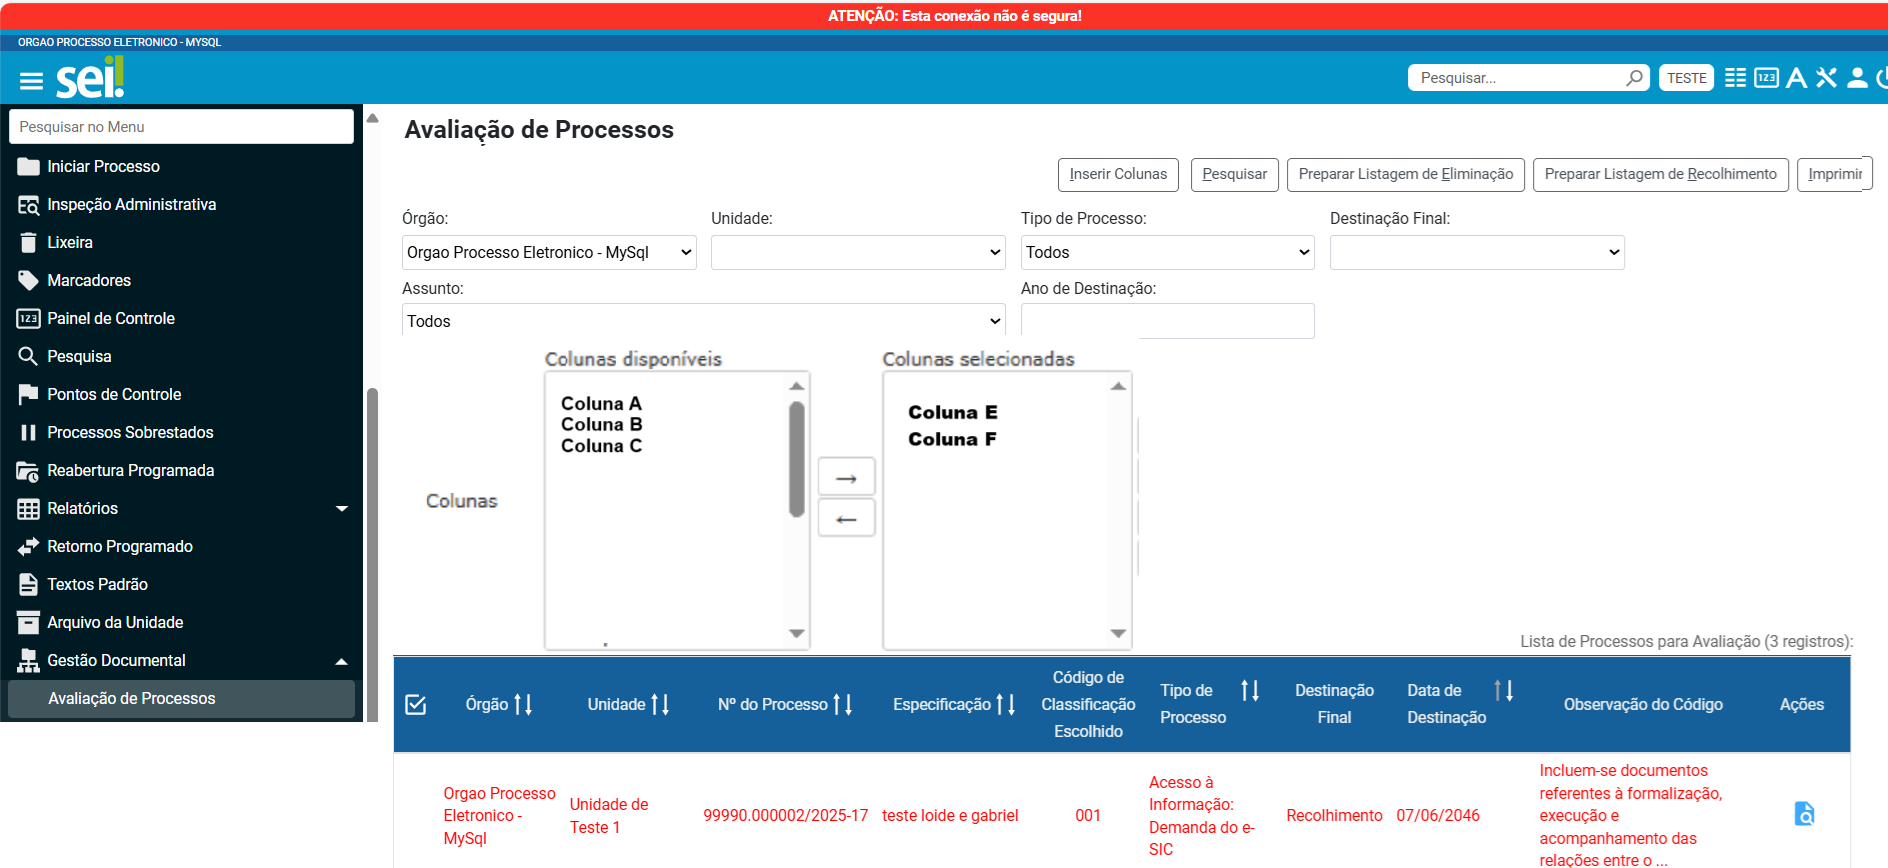 ATENÇÃO: Esta conexão não é segura!
ORGAO PROCESSO ELETRONICO - MYSQL
sei!
Pesquisar...
TESTE
123
A
Pesquisar no Menu
Iniciar Processo
Inspeção Administrativa
Lixeira
Marcadores
123
Painel de Controle
Pesquisa
Pontos de Controle
Processos Sobrestados
Reabertura Programada
Relatórios
Retorno Programado
Textos Padrão
Arquivo da Unidade
Gestão Documental
Avaliação de Processos
Avaliação de Processos
Inserir Colunas
Pesquisar
Preparar Listagem de Eliminação
Preparar Listagem de Recolhimento
Imprimir
Órgão:
Unidade:
Tipo de Processo:
Destinação Final:
Orgao Processo Eletronico - MySql
Todos
Assunto:
Ano de Destinação:
Todos
Colunas
Colunas disponíveis
Coluna A
Coluna B
Coluna C
→
←
Colunas selecionadas
Coluna E
Coluna F
Lista de Processos para Avaliação (3 registros):
Órgão
Unidade
Nº do Processo
Especificação
Código de
Classificação
Escolhido
Tipo de
Processo
Destinação
Final
Data de
Destinação
Observação do Código
Ações
Orgao Processo
Eletronico -
MySql
Unidade de
Teste 1
99990.000002/2025-17
teste loide e gabriel
001
Acesso à
Informação:
Demanda do e-
SIC
Recolhimento
07/06/2046
Incluem-se documentos
referentes à formalização,
execução e
acompanhamento das
relações entre o ...